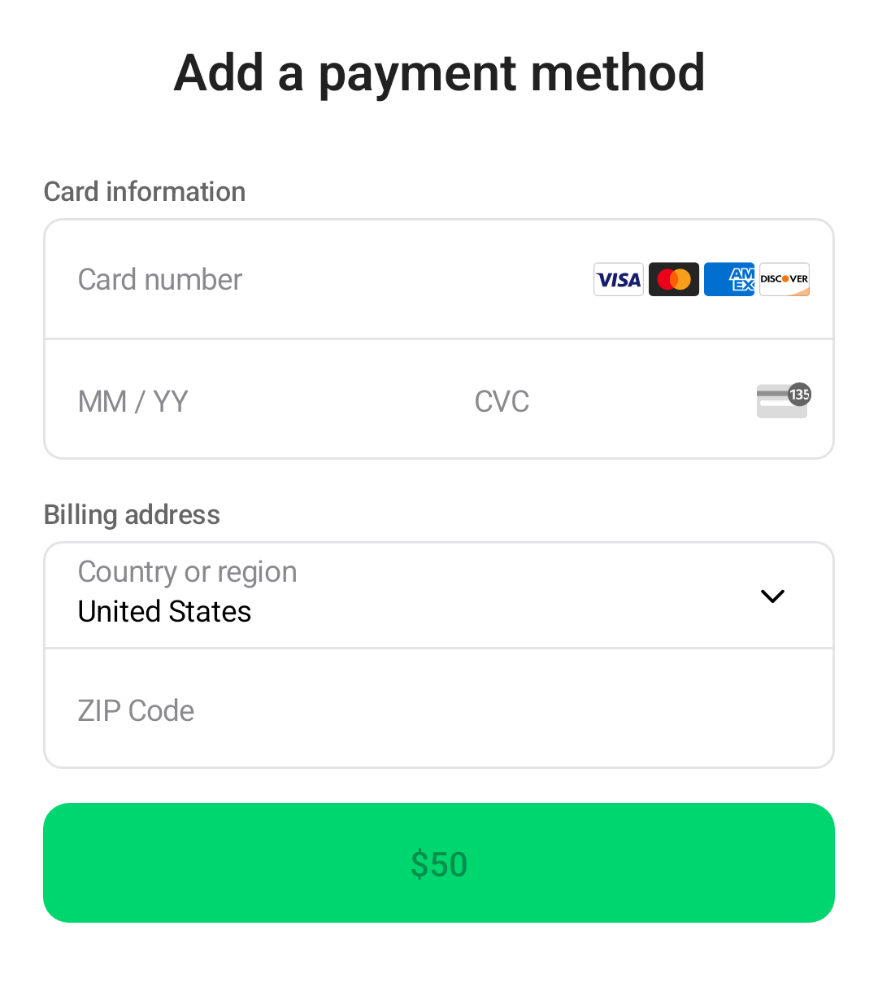 Add a payment method
Card information
Card number VISA AMEX DISCOVER
MM / YY CVC 135
Billing address
Country or region
United States
ZIP Code
$50